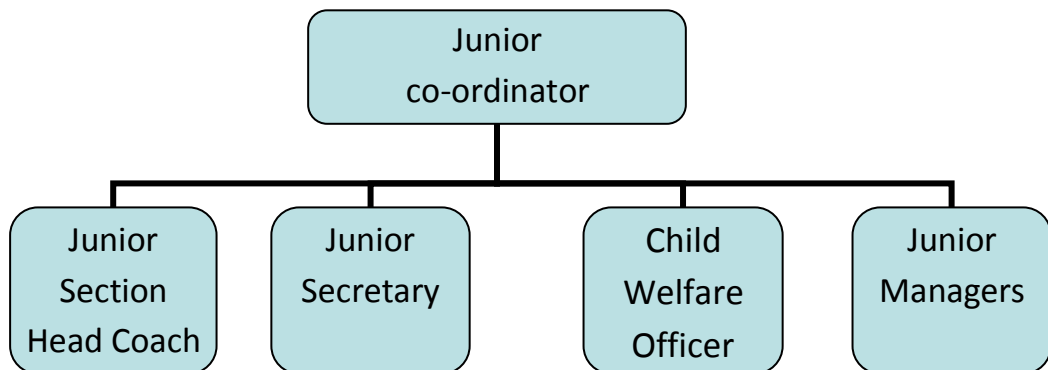 Junior
co-ordinator
Junior
Section
Head Coach
Junior
Secretary
Child
Welfare
Officer
Junior
Managers